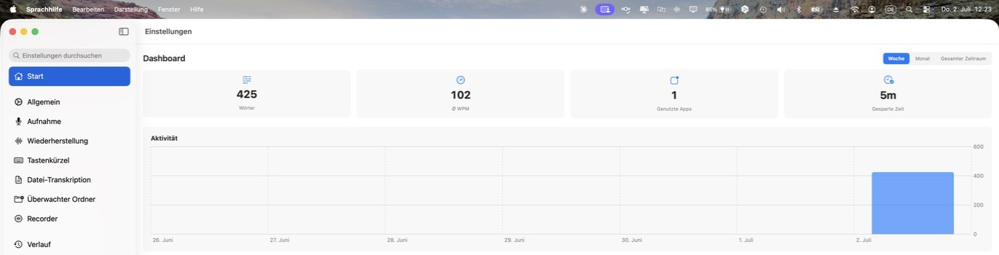 Sprachhilfe Bearbeiten Darstellung Fenster Hilfe 85% DE Do. 2. Juli 12:23
Einstellungen
Einstellungen durchsuchen
Start
Allgemein
Aufnahme
Wiederherstellung
Tastenkürzel
Datei-Transkription
Überwachter Ordner
Recorder
Verlauf
Dashboard
Woche Monat Gesamter Zeitraum
425
Wörter
102
Ø WPM
1
Genutzte Apps
5m
Gesparte Zeit
Aktivität
600
400
200
0
26. Juni 27. Juni 28. Juni 29. Juni 30. Juni 1. Juli 2. Juli